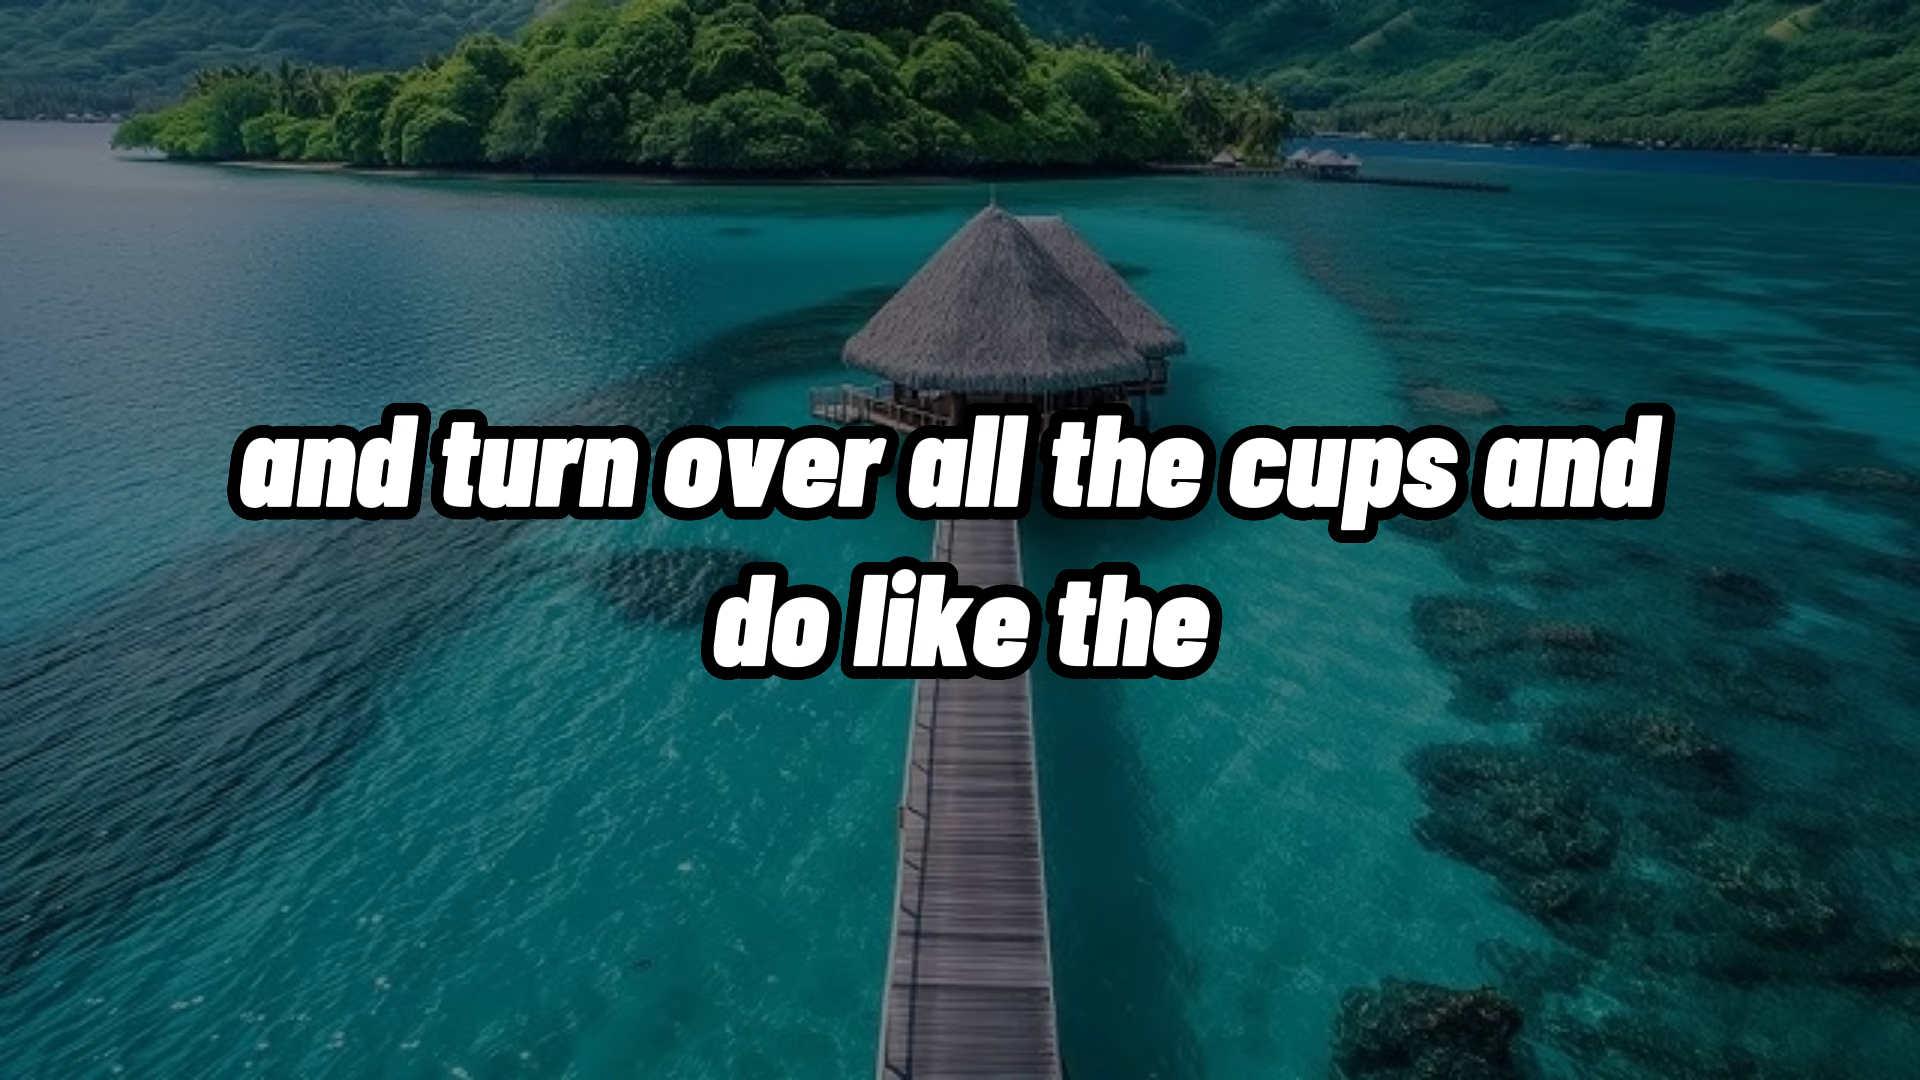 and turn over all the cups and
do like the